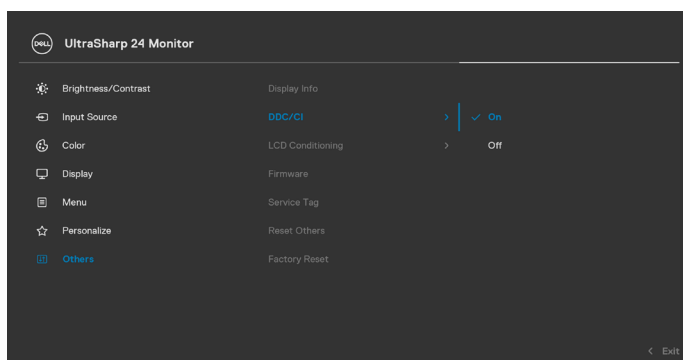 DELL UltraSharp 24 Monitor
Brightness/Contrast Display Info
Input Source DDC/CI > ✓ On
Color LCD Conditioning > Off
Display Firmware
Menu Service Tag
Personalize Reset Others
Others Factory Reset
< Exit